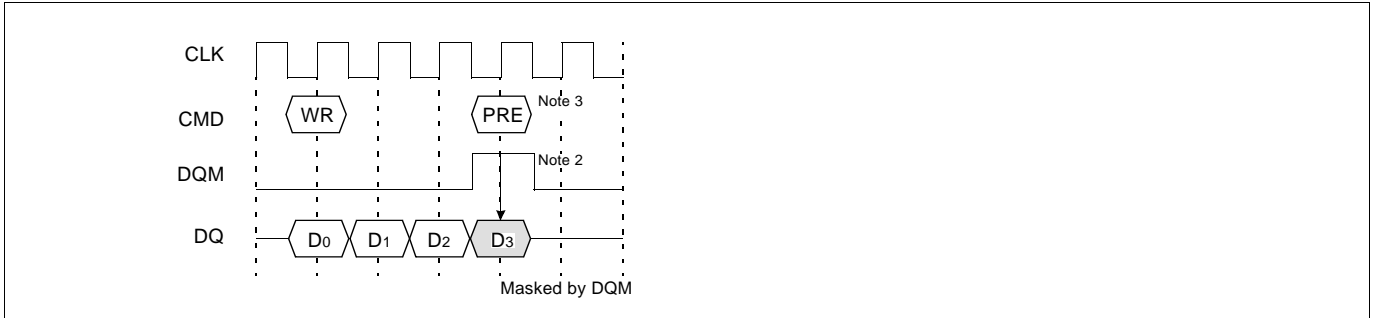 CLK
CMD WR PRE Note 3
DQM Note 2
DQ D0 D1 D2 D3
Masked by DQM